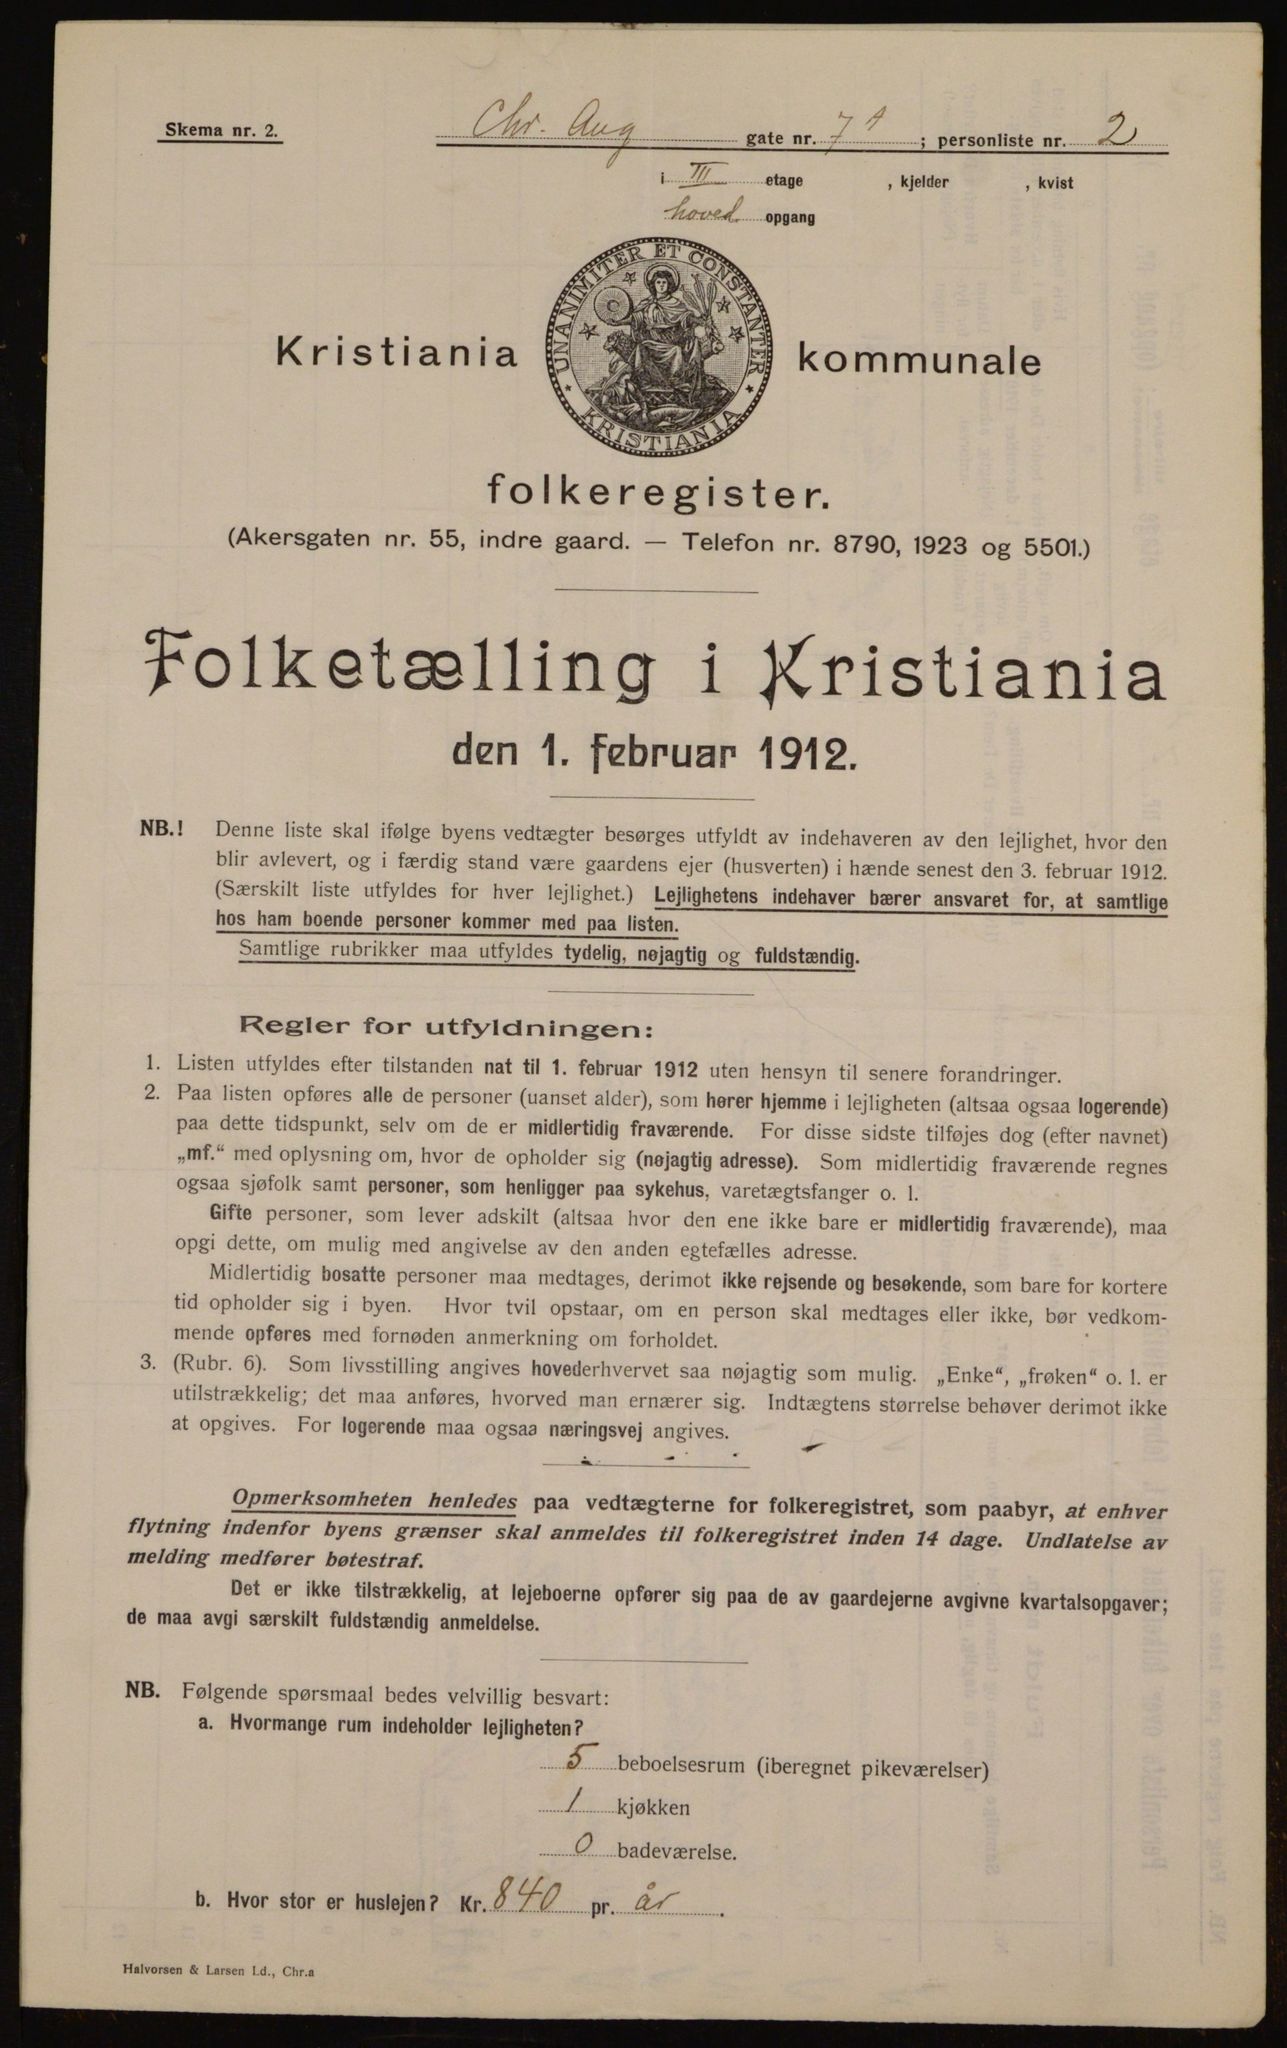 Skema nr. 2.
Chr. Aug gate nr. 7 A ; personliste nr. 2
i III etage , kjelder , kvist
hoved opgang
UNANIMITER ET CONSTANTER
KRISTIANIA
Kristiania kommunale
folkeregister.
(Akersgaten nr. 55, indre gaard. — Telefon nr. 8790, 1923 og 5501.)
Folketælling i Kristiania
den 1. februar 1912.
NB.! Denne liste skal ifølge byens vedtægter besørges utfyldt av indehaveren av den lejlighet, hvor den
blir avlevert, og i færdig stand være gaardens ejer (husverten) i hænde senest den 3. februar 1912.
(Særskilt liste utfyldes for hver lejlighet.) Lejlighetens indehaver bærer ansvaret for, at samtlige
hos ham boende personer kommer med paa listen.
Samtlige rubrikker maa utfyldes tydelig, nøjagtig og fuldstændig.
Regler for utfyldningen:
1. Listen utfyldes efter tilstanden nat til 1. februar 1912 uten hensyn til senere forandringer.
2. Paa listen opføres alle de personer (uanset alder), som hører hjemme i lejligheten (altsaa ogsaa logerende)
paa dette tidspunkt, selv om de er midlertidig fraværende. For disse sidste tilføjes dog (efter navnet)
„mf.“ med oplysning om, hvor de opholder sig (nøjagtig adresse). Som midlertidig fraværende regnes
ogsaa sjøfolk samt personer, som henligger paa sykehus, varetægtsfanger o. l.
Gifte personer, som lever adskilt (altsaa hvor den ene ikke bare er midlertidig fraværende), maa
opgi dette, om mulig med angivelse av den anden egtefælles adresse.
Midlertidig bosatte personer maa medtages, derimot ikke rejsende og besøkende, som bare for kortere
tid opholder sig i byen. Hvor tvil opstaar, om en person skal medtages eller ikke, bør vedkom-
mende opføres med fornøden anmerkning om forholdet.
3. (Rubr. 6). Som livsstilling angives hovederhvervet saa nøjagtig som mulig. „Enke“, „frøken“ o. l. er
utilstrækkelig; det maa anføres, hvorved man ernærer sig. Indtægtens størrelse behøver derimot ikke
at opgives. For logerende maa ogsaa næringsvej angives.
Opmerksomheten henledes paa vedtægterne for folkeregistret, som paabyr, at enhver
flytning indenfor byens grænser skal anmeldes til folkeregistret inden 14 dage. Undlatelse av
melding medfører bøtestraf.
Det er ikke tilstrækkelig, at lejeboerne opfører sig paa de av gaardejerne avgivne kvartalsopgaver;
de maa avgi særskilt fuldstændig anmeldelse.
NB. Følgende spørsmaal bedes velvillig besvart:
a. Hvormange rum indeholder lejligheten?
5 beboelsesrum (iberegnet pikeværelser)
1 kjøkken
0 badeværelse.
b. Hvor stor er huslejen? Kr. 840 pr. år .
Halvorsen & Larsen Ld., Chr.a